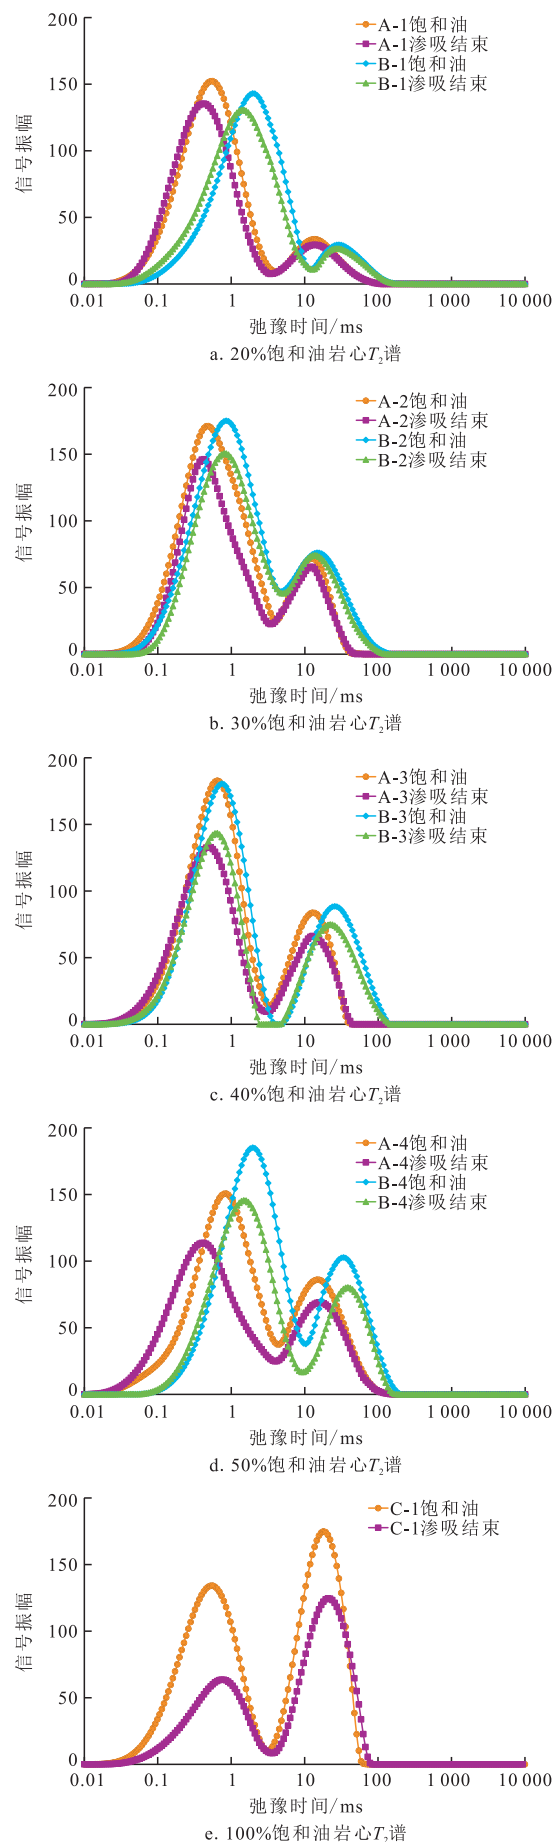 200
150
100
50
0
信号振幅
A-1饱和油
A-1渗吸结束
B-1饱和油
B-1渗吸结束
0.01 0.1 1 10 100 1 000 10 000
弛豫时间/ms
a. 20%饱和油岩心T₂谱
200
150
100
50
0
信号振幅
A-2饱和油
A-2渗吸结束
B-2饱和油
B-2渗吸结束
0.01 0.1 1 10 100 1 000 10 000
弛豫时间/ms
b. 30%饱和油岩心T₂谱
200
150
100
50
0
信号振幅
A-3饱和油
A-3渗吸结束
B-3饱和油
B-3渗吸结束
0.01 0.1 1 10 100 1 000 10 000
弛豫时间/ms
c. 40%饱和油岩心T₂谱
200
150
100
50
0
信号振幅
A-4饱和油
A-4渗吸结束
B-4饱和油
B-4渗吸结束
0.01 0.1 1 10 100 1 000 10 000
弛豫时间/ms
d. 50%饱和油岩心T₂谱
200
150
100
50
0
信号振幅
C-1饱和油
C-1渗吸结束
0.01 0.1 1 10 100 1 000 10 000
弛豫时间/ms
e. 100%饱和油岩心T₂谱